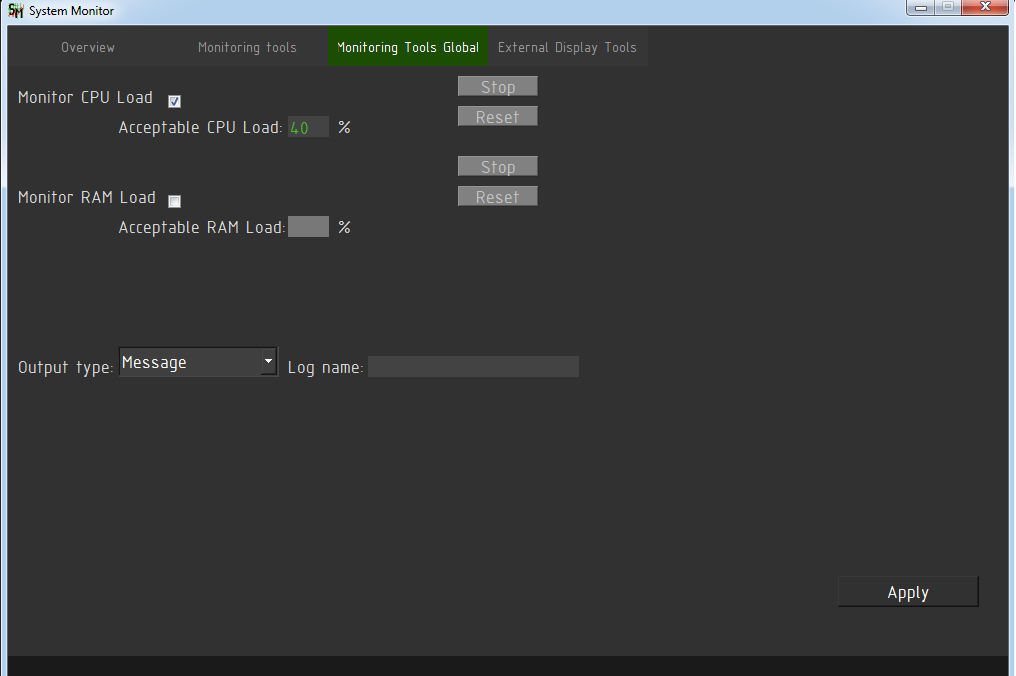 SM System Monitor
Overview Monitoring tools Monitoring Tools Global External Display Tools
Stop
Monitor CPU Load
Reset
Acceptable CPU Load: 40 %
Stop
Monitor RAM Load
Reset
Acceptable RAM Load: %
Output type: Message Log name:
Apply